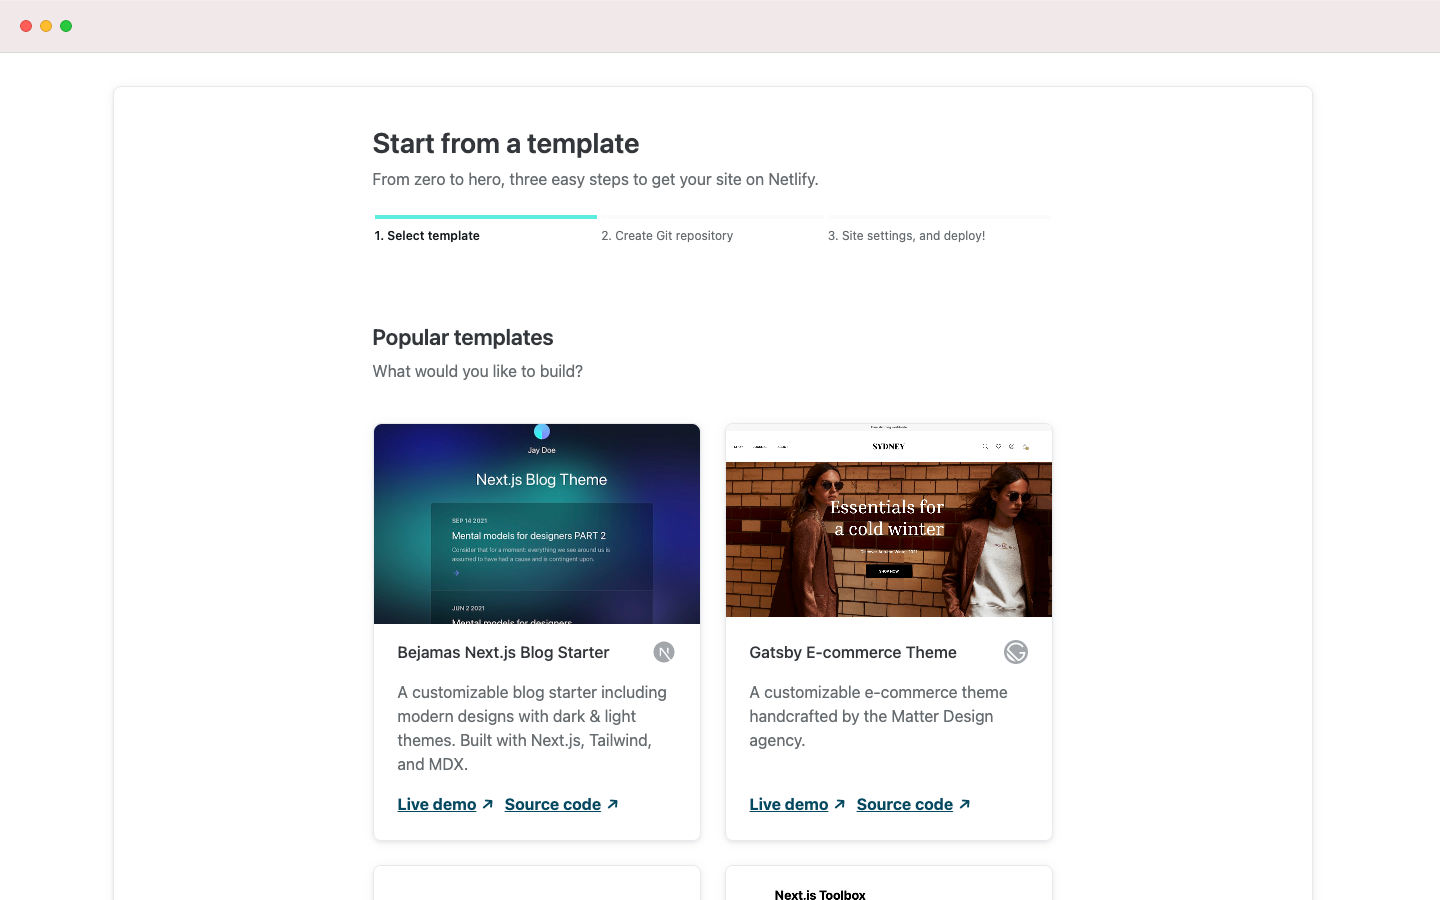 Start from a template
From zero to hero, three easy steps to get your site on Netlify.
1. Select template
2. Create Git repository
3. Site settings, and deploy!
Popular templates
What would you like to build?
Jay Doe
Next.js Blog Theme
SEP 14 2021
Mental models for designers PART 2
Consider that for a moment: everything we see around us is
assumed to have had a cause and is contingent upon.
JUN 2 2021
Mental models for designers
SYDNEY
Essentials for
a cold winter
SHOP NOW
Bejamas Next.js Blog Starter
A customizable blog starter including
modern designs with dark & light
themes. Built with Next.js, Tailwind,
and MDX.
Live demo Source code
Gatsby E-commerce Theme
A customizable e-commerce theme
handcrafted by the Matter Design
agency.
Live demo Source code
Next.js Toolbox